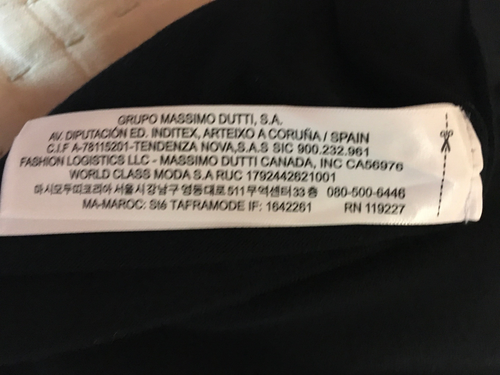 GRUPO MASSIMO DUTTI, S.A.
AV. DIPUTACIÓN ED. INDITEX, ARTEIXO A CORUÑA / SPAIN
C.I.F A-78115201-TENDENZA NOVA,S.A.S SIC 900.232.961
FASHION LOGISTICS LLC - MASSIMO DUTTI CANADA, INC CA56976
WORLD CLASS MODA S.A RUC 1792442621001
마시모두띠코리아 서울시 강남구 영동대로 511 무역센터 33 층 080-500-6446
MA-MAROC: Sté TAFRAMODE IF: 1642261 RN 119227